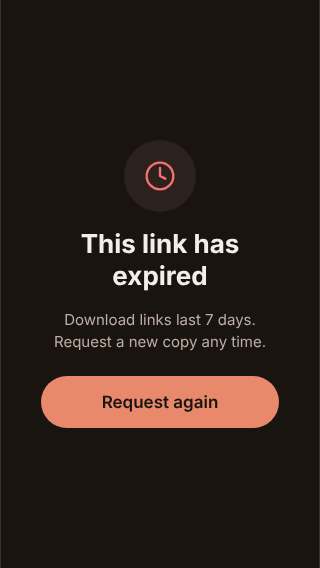 This link has
expired
Download links last 7 days.
Request a new copy any time.
Request again